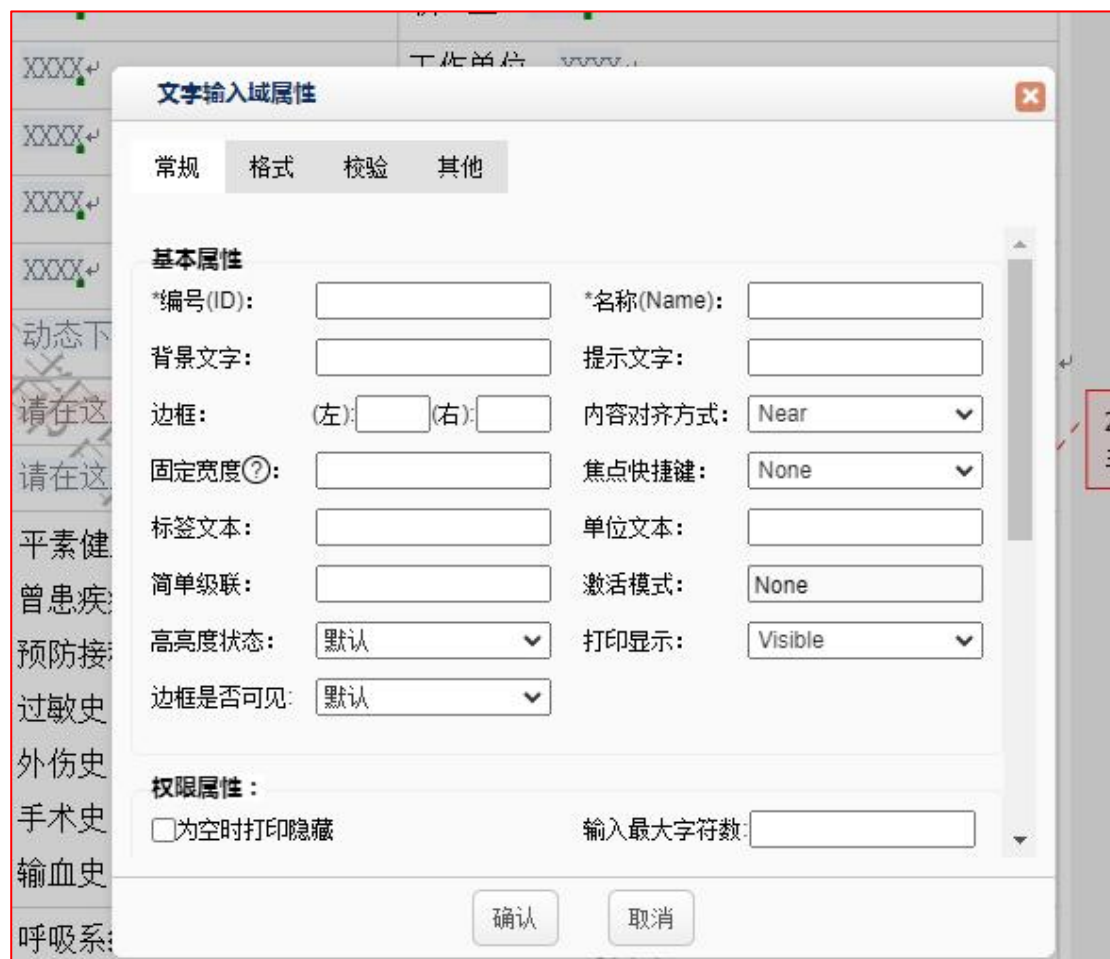 XXXX
工作单位 XXXX
文字输入域属性
XXXX
常规 格式 校验 其他
XXXX
基本属性
XXXX
*编号(ID)： *名称(Name)：
动态下
背景文字： 提示文字：
请在这
边框： (左): (右): 内容对齐方式： Near
请在这
固定宽度?： 焦点快捷键： None
标签文本： 单位文本：
平素健
简单级联： 激活模式： None
曾患疾
高亮度状态： 默认 打印显示： Visible
预防接
边框是否可见: 默认
过敏史
外伤史
权限属性：
手术史
为空时打印隐藏 输入最大字符数:
输血史
确认 取消
呼吸系